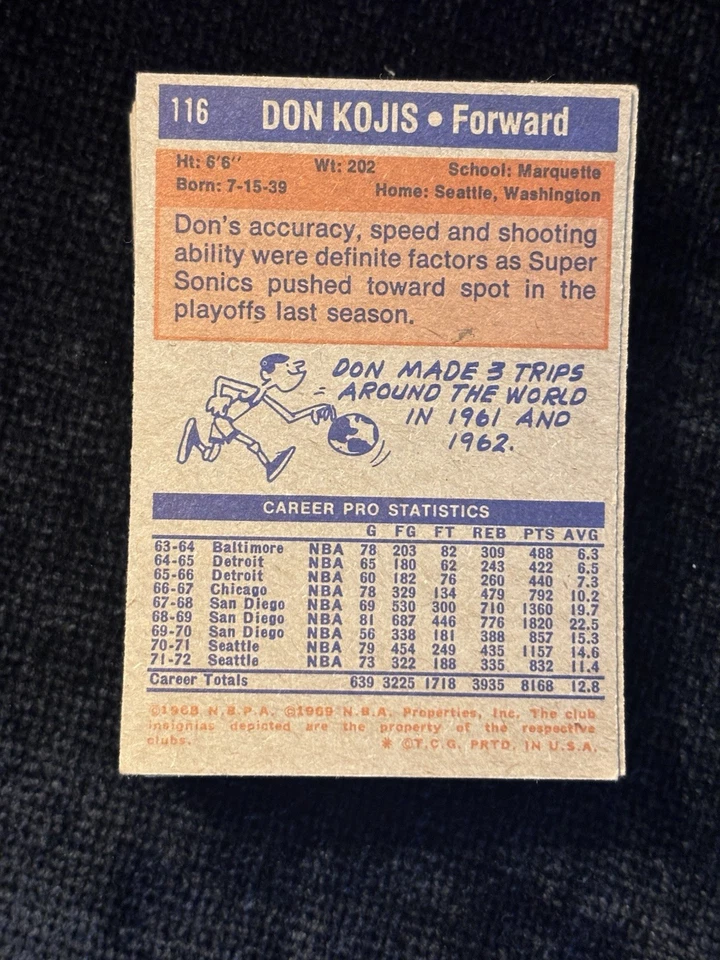 116 DON KOJIS • Forward
Ht: 6'6" Wt: 202 School: Marquette
Born: 7-15-39 Home: Seattle, Washington
Don's accuracy, speed and shooting
ability were definite factors as Super
Sonics pushed toward spot in the
playoffs last season.
DON MADE 3 TRIPS
AROUND THE WORLD
IN 1961 AND
1962.
CAREER PRO STATISTICS
G FG FT REB PTS AVG
63-64 Baltimore NBA 78 203 82 309 488 6.3
64-65 Detroit NBA 65 180 62 243 422 6.5
65-66 Detroit NBA 60 182 76 260 440 7.3
66-67 Chicago NBA 78 329 134 479 792 10.2
67-68 San Diego NBA 69 530 300 710 1360 19.7
68-69 San Diego NBA 81 687 446 776 1820 22.5
69-70 San Diego NBA 56 338 181 388 857 15.3
70-71 Seattle NBA 79 454 249 435 1157 14.6
71-72 Seattle NBA 73 322 188 335 832 11.4
Career Totals 639 3225 1718 3935 8168 12.8
©1968 N.B.P.A. ©1969 N.B.A. Properties, Inc. The club
insignias depicted are the property of the respective
clubs. * ©T.C.G. PRTD. IN U.S.A.